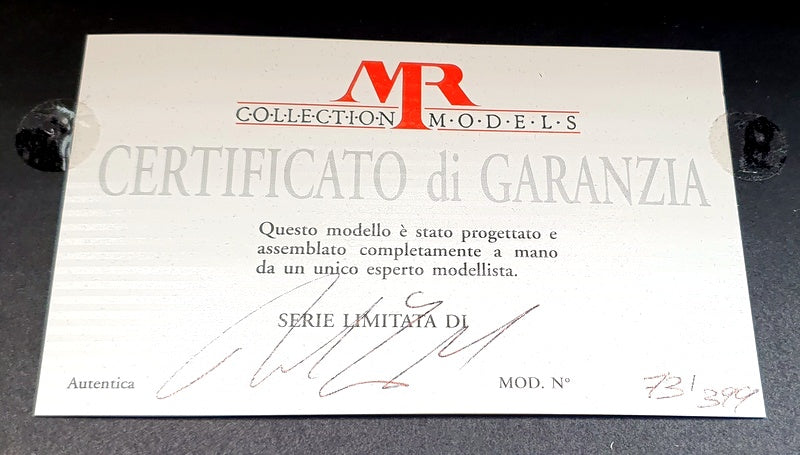 MR
COLLECTION MODELS
CERTIFICATO di GARANZIA
Questo modello è stato progettato e
assemblato completamente a mano
da un unico esperto modellista.
SERIE LIMITATA DI
Autentica
MOD. N° 73/399